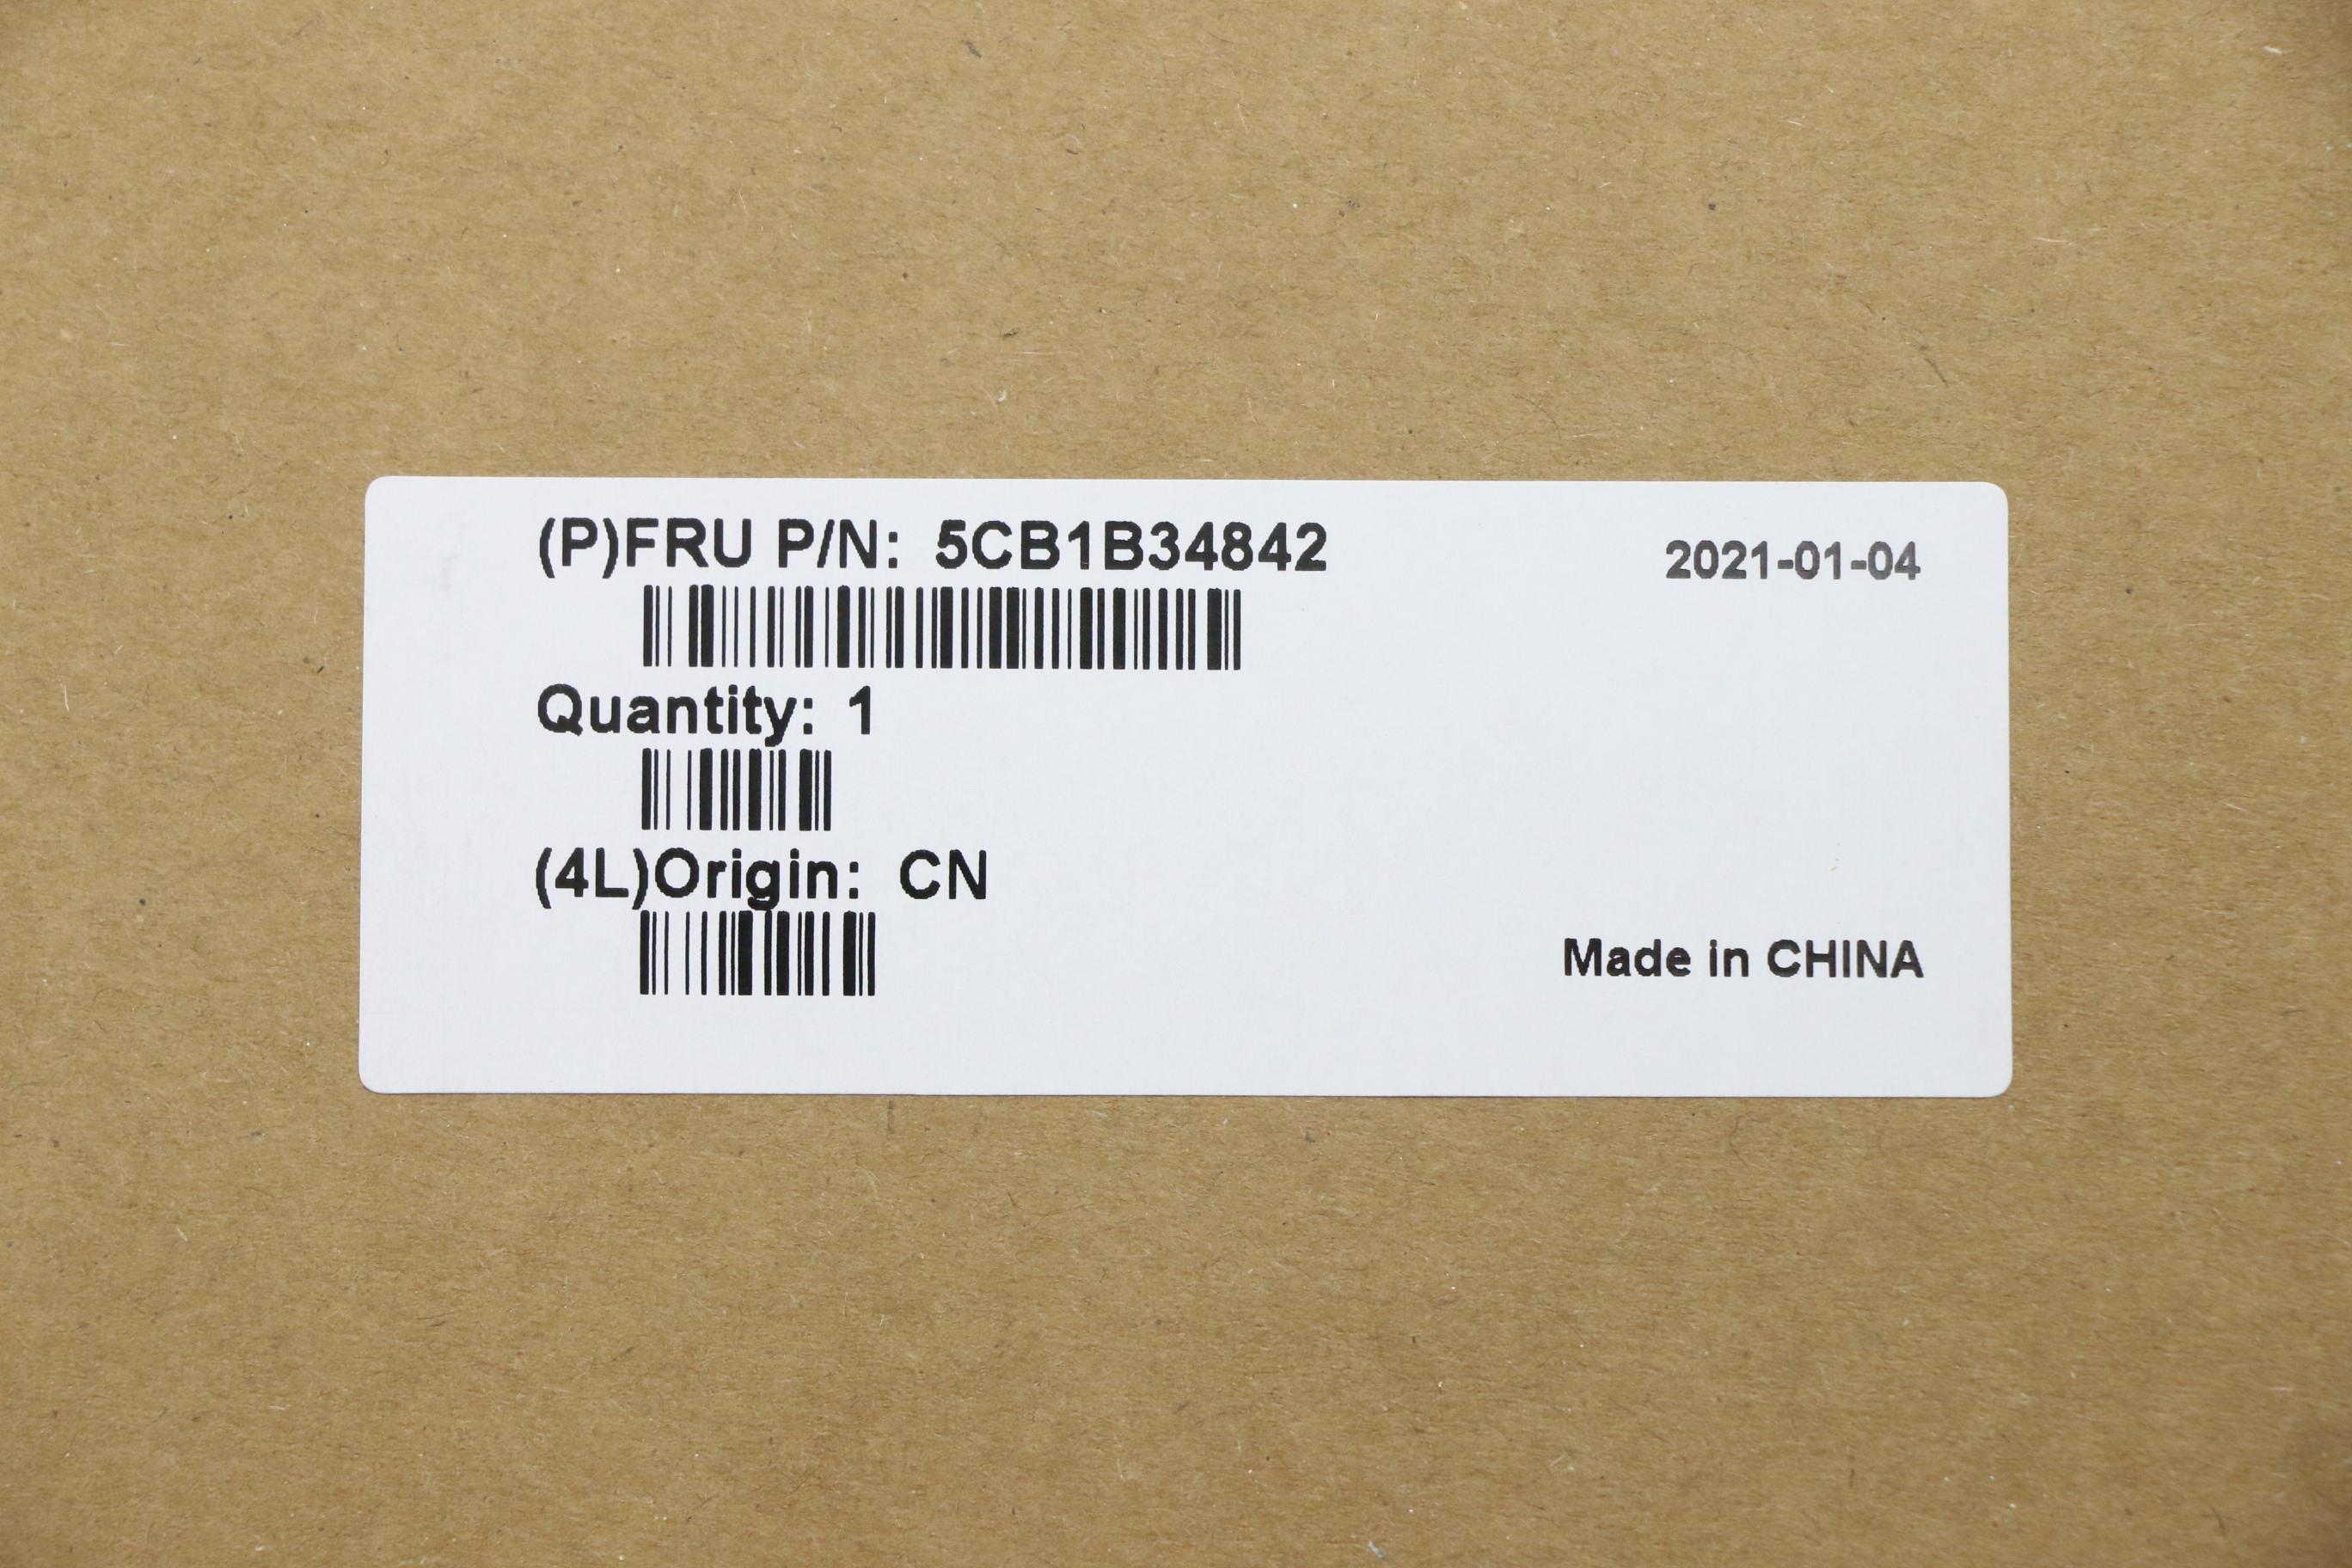 (P)FRU P/N: 5CB1B34842
2021-01-04
Quantity: 1
(4L)Origin: CN
Made in CHINA